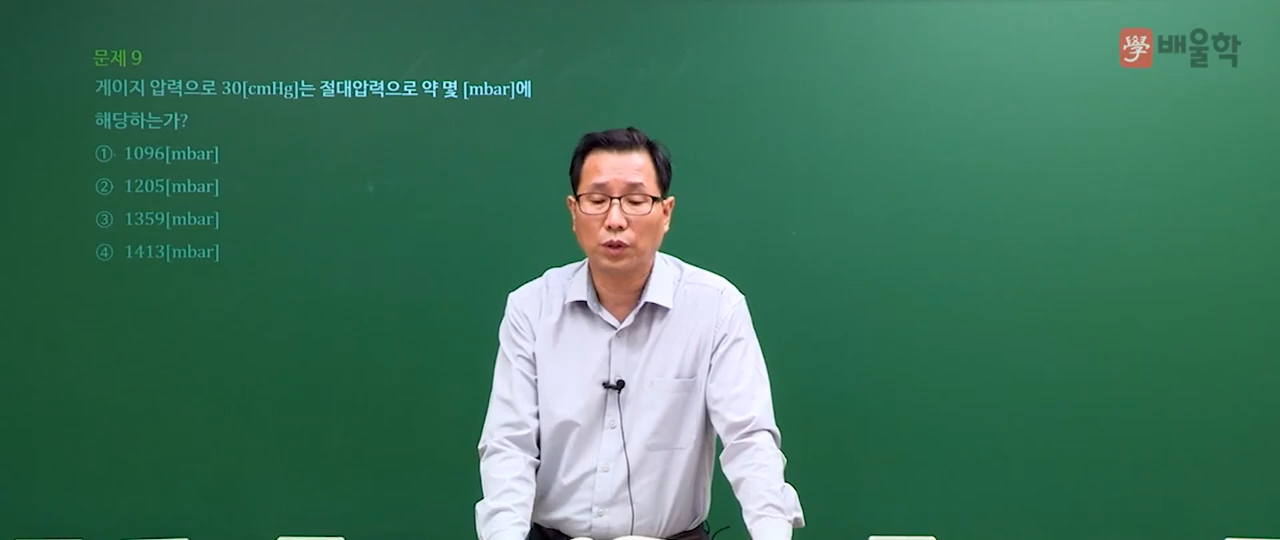 學 배울학
문제 9
게이지 압력으로 30[cmHg]는 절대압력으로 약 몇 [mbar]에
해당하는가?
① 1096[mbar]
② 1205[mbar]
③ 1359[mbar]
④ 1413[mbar]